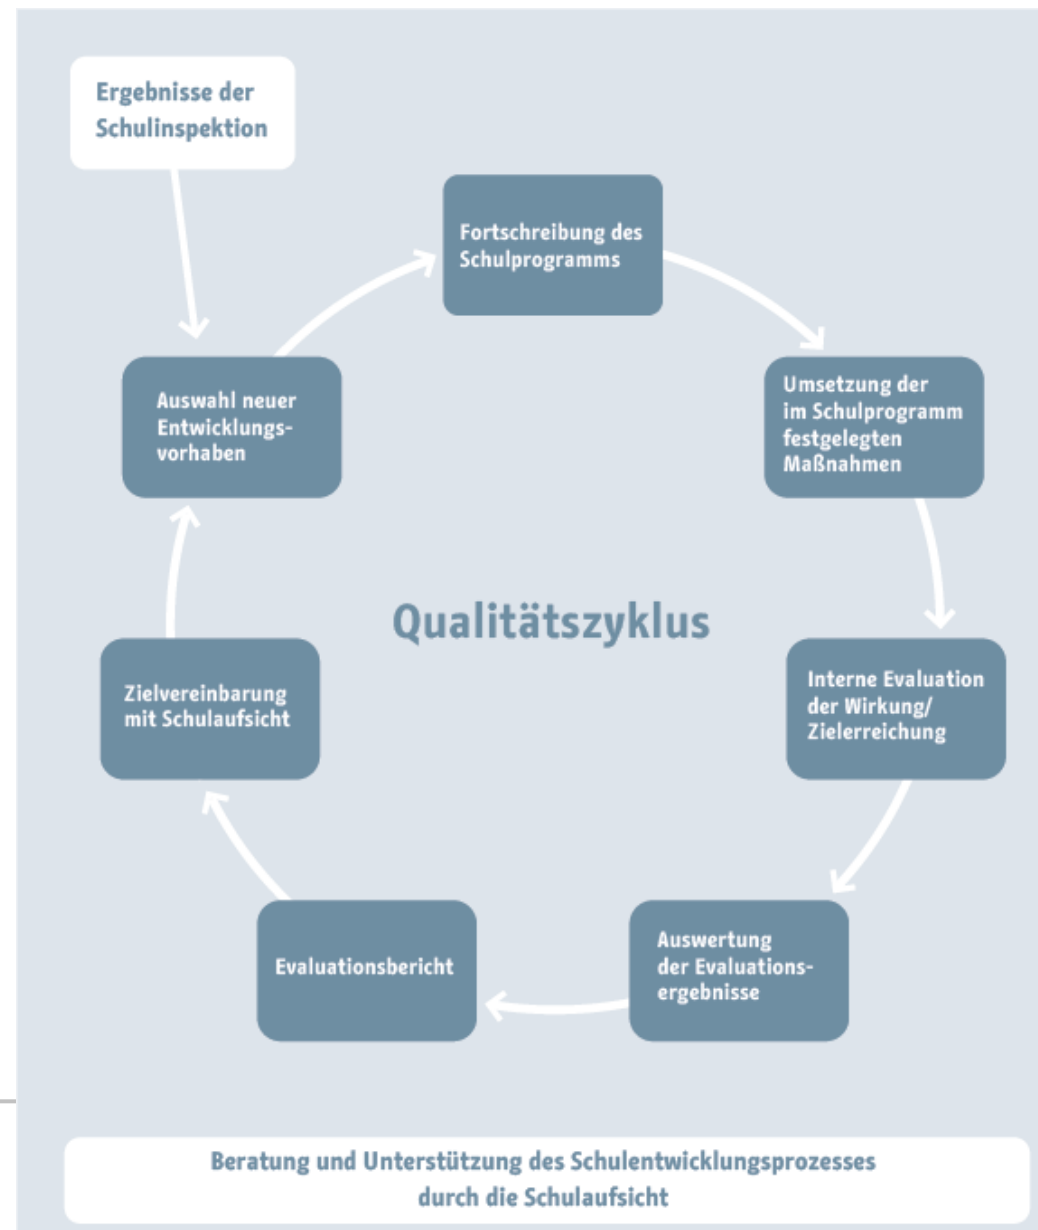 Ergebnisse der
Schulinspektion
Fortschreibung des
Schulprogramms
Umsetzung der
im Schulprogramm
festgelegten
Maßnahmen
Interne Evaluation
der Wirkung/
Zielerreichung
Auswertung
der Evaluations-
ergebnisse
Evaluationsbericht
Zielvereinbarung
mit Schulaufsicht
Auswahl neuer
Entwicklungs-
vorhaben
Qualitätszyklus
Beratung und Unterstützung des Schulentwicklungsprozesses
durch die Schulaufsicht